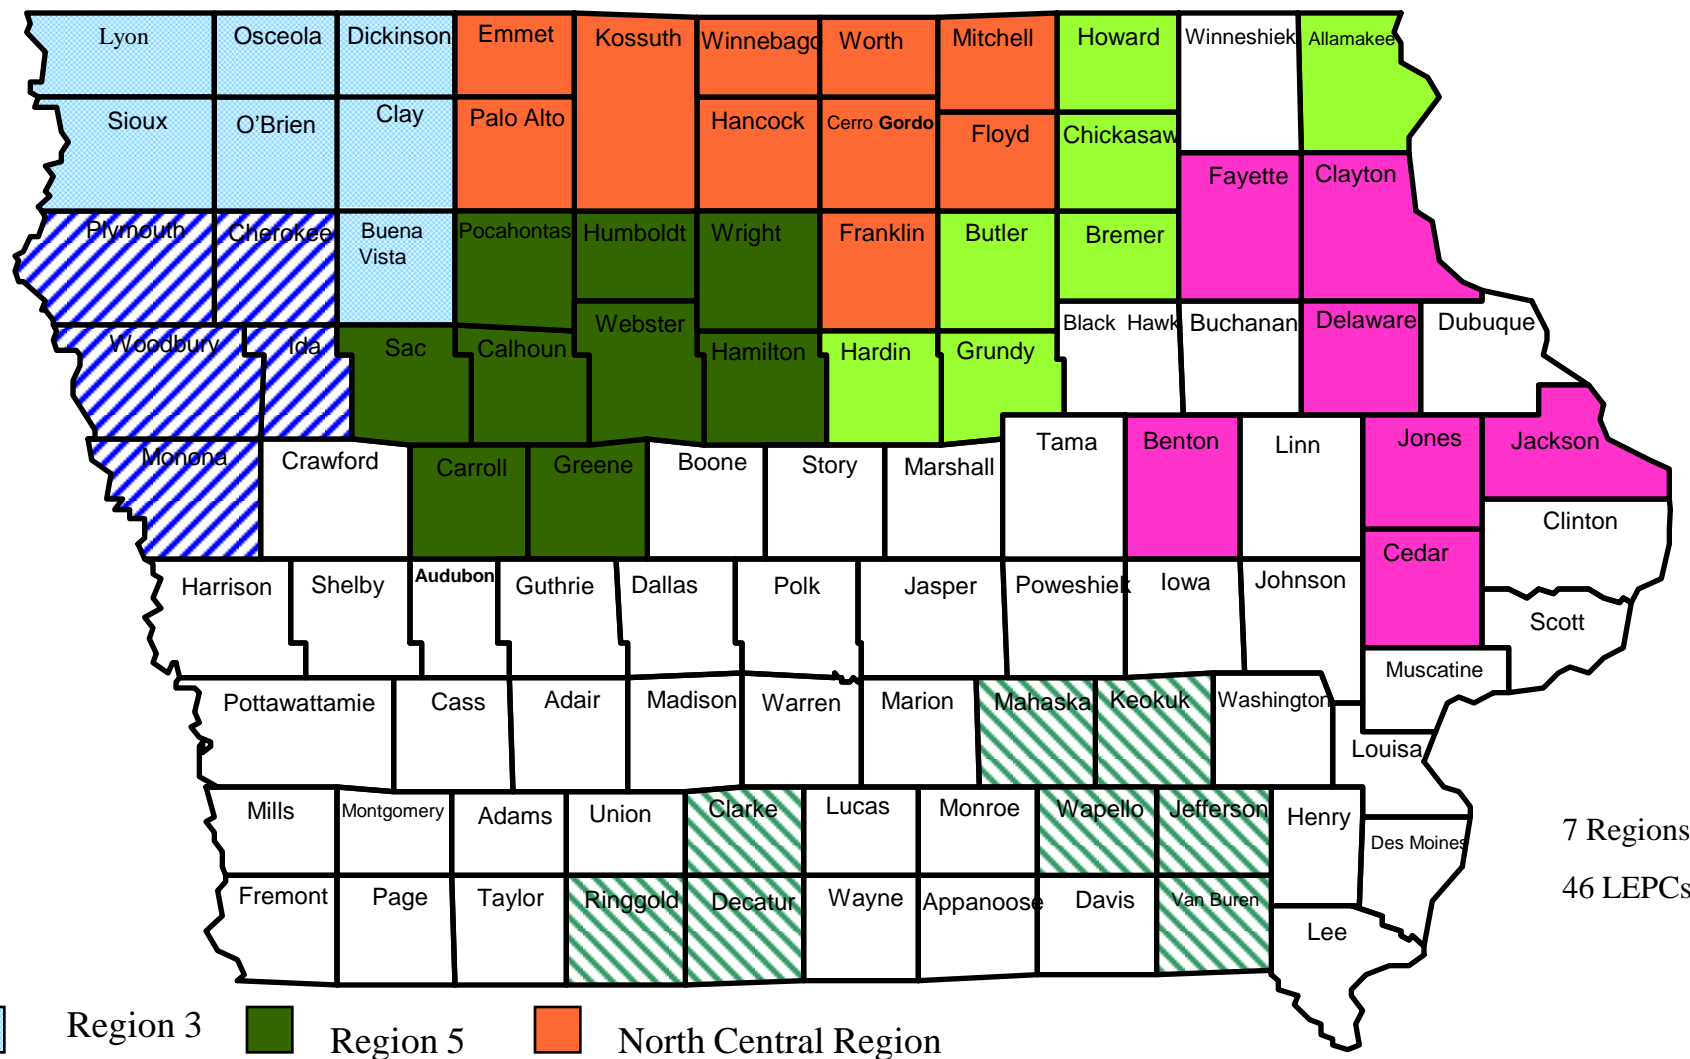 Lyon
Osceola
Dickinson
Emmet
Kossuth
Winnebago
Worth
Mitchell
Howard
Winneshiek
Allamakee
Sioux
O'Brien
Clay
Palo Alto
Hancock
Cerro Gordo
Floyd
Chickasaw
Fayette
Clayton
Plymouth
Cherokee
Buena
Vista
Pocahontas
Humboldt
Wright
Franklin
Butler
Bremer
Woodbury
Ida
Sac
Calhoun
Webster
Hamilton
Hardin
Grundy
Black Hawk
Buchanan
Delaware
Dubuque
Monona
Crawford
Carroll
Greene
Boone
Story
Marshall
Tama
Benton
Linn
Jones
Jackson
Clinton
Harrison
Shelby
Audubon
Guthrie
Dallas
Polk
Jasper
Poweshiek
Iowa
Johnson
Cedar
Scott
Muscatine
Pottawattamie
Cass
Adair
Madison
Warren
Marion
Mahaska
Keokuk
Washington
Louisa
Mills
Montgomery
Adams
Union
Clarke
Lucas
Monroe
Wapello
Jefferson
Henry
Des Moines
Fremont
Page
Taylor
Ringgold
Decatur
Wayne
Appanoose
Davis
Van Buren
Lee
7 Regions
46 LEPCs
Region 3
Region 5
North Central Region